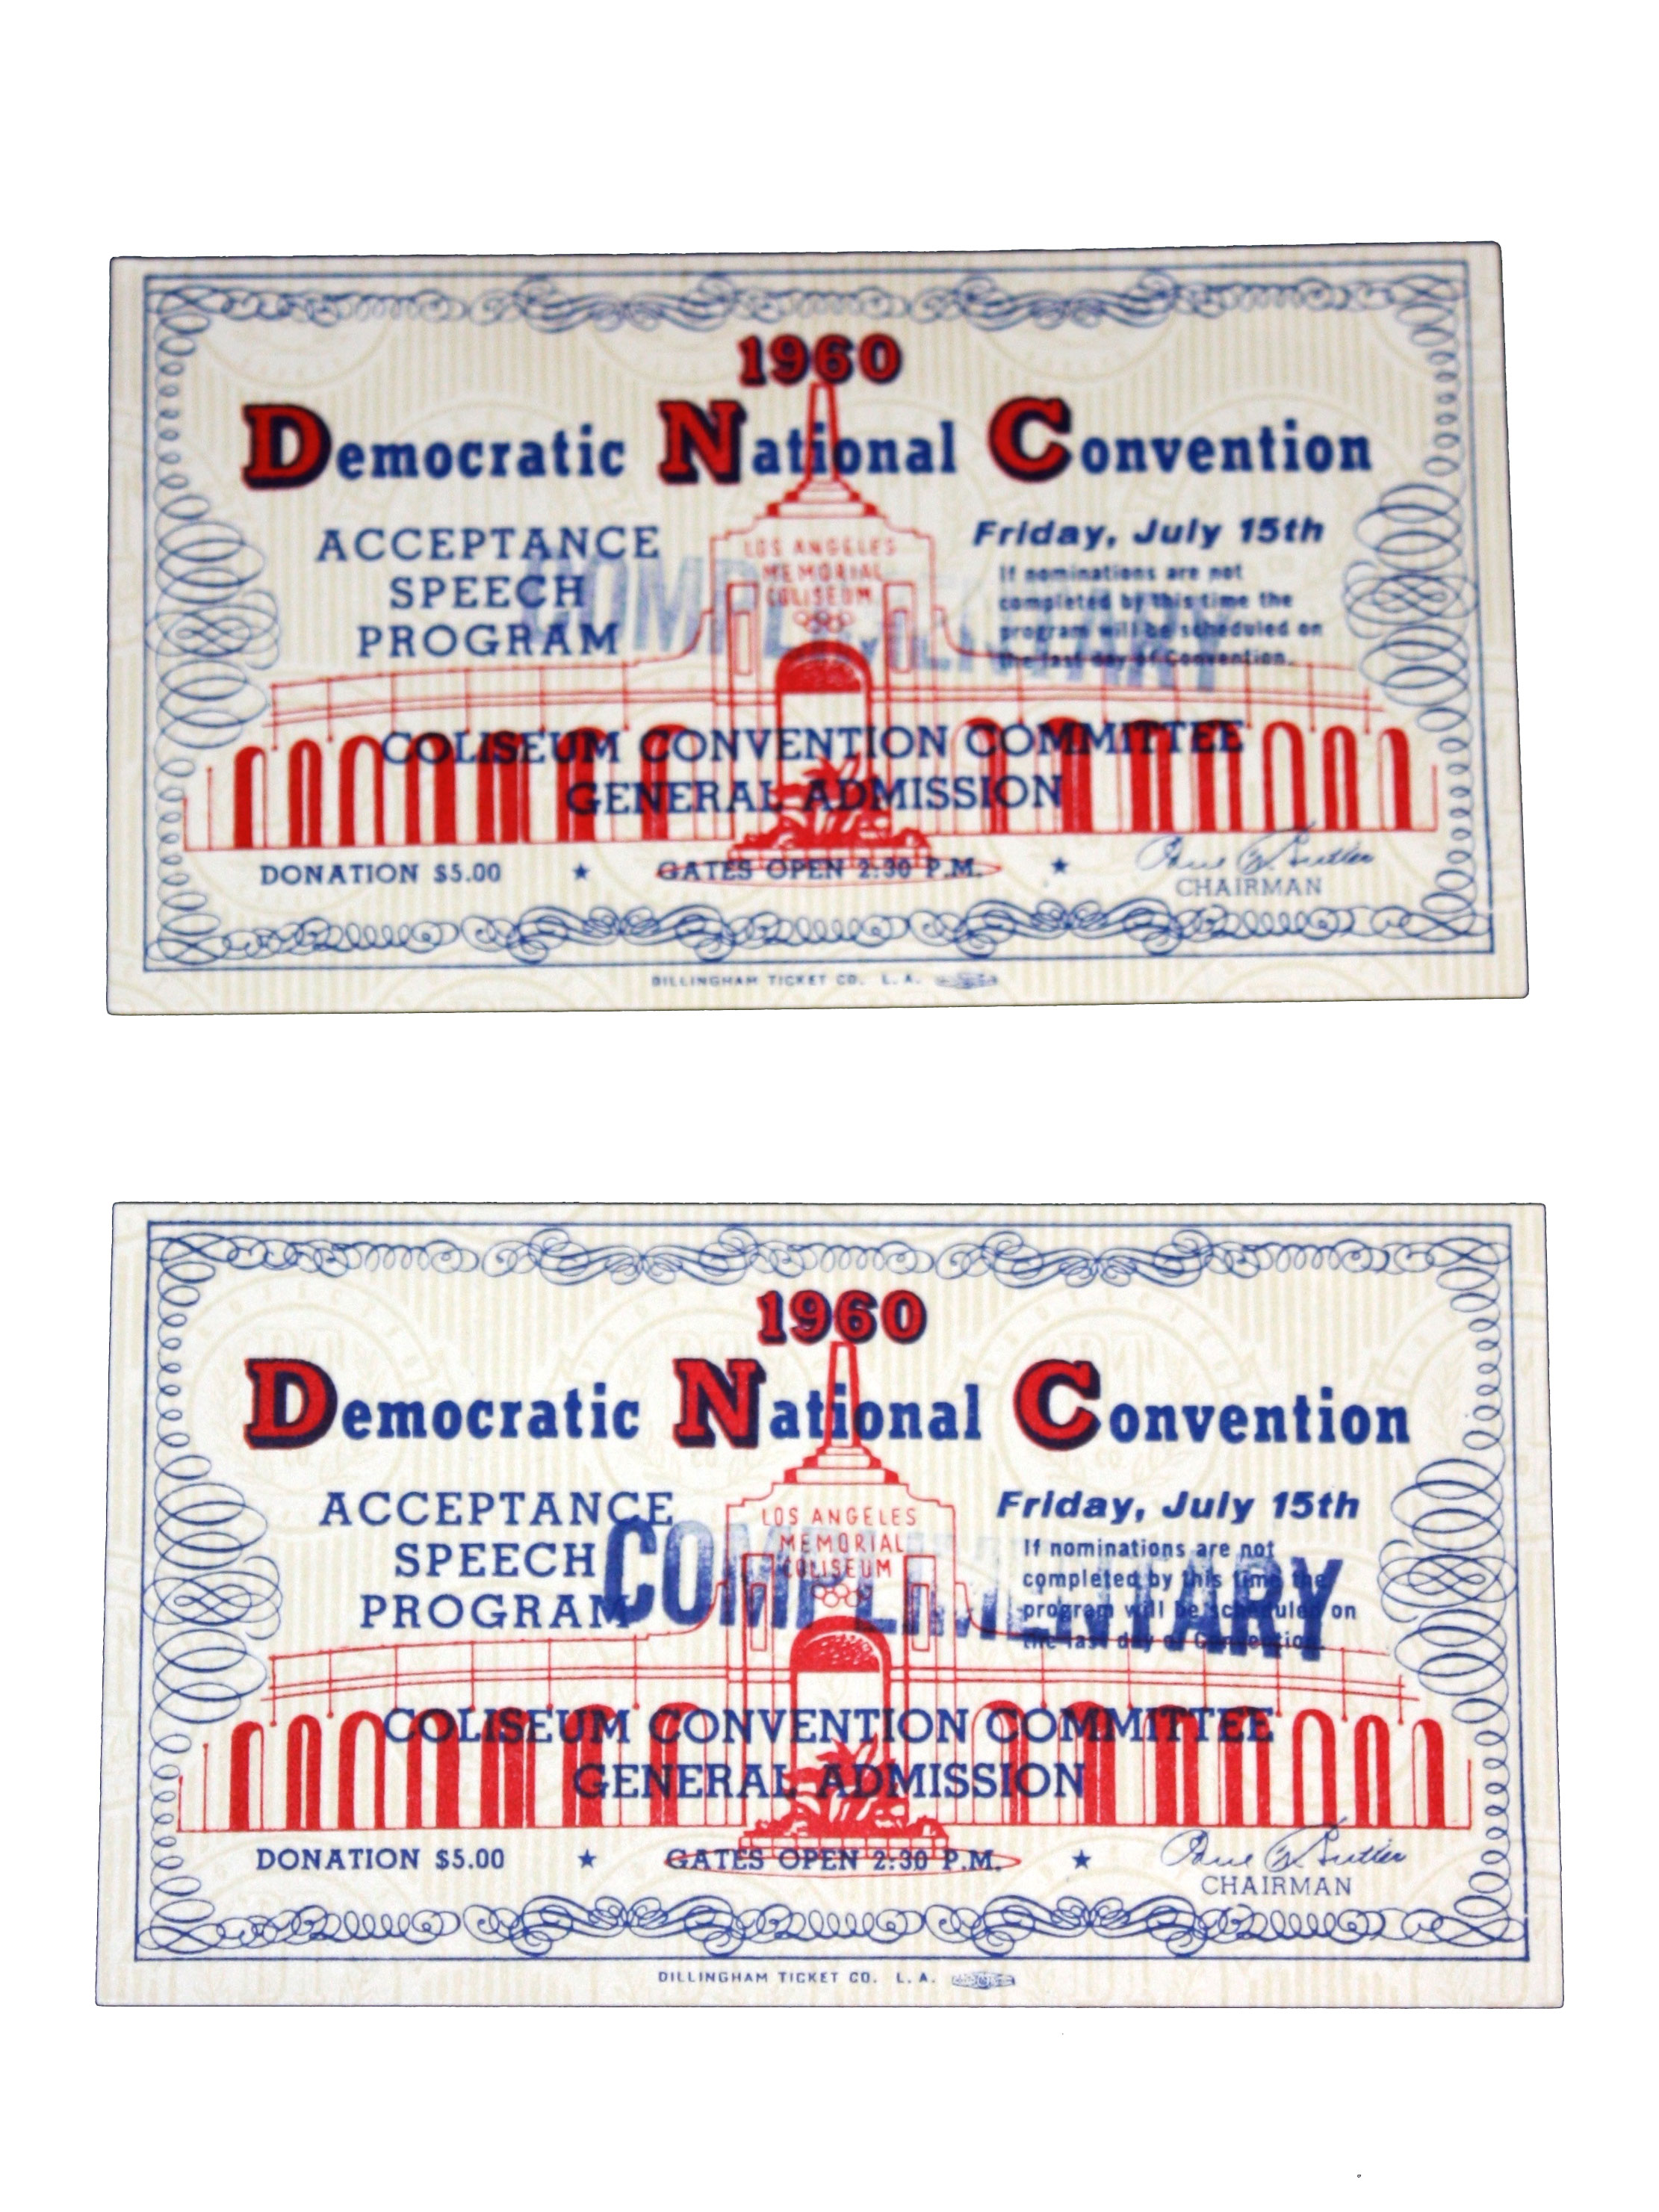 1960
Democratic National Convention
ACCEPTANCE
SPEECH
PROGRAM
LOS ANGELES
MEMORIAL
COLISEUM
Friday, July 15th
If nominations are not
completed by this time the
program will be scheduled on
the last day of Convention.
COMPLIMENTARY
COLISEUM CONVENTION COMMITTEE
GENERAL ADMISSION
DONATION $5.00 ★ GATES OPEN 2:30 P.M. ★
Paul M. Butler
CHAIRMAN
DILLINGHAM TICKET CO. L. A.
1960
Democratic National Convention
ACCEPTANCE
SPEECH
PROGRAM
LOS ANGELES
MEMORIAL
COLISEUM
Friday, July 15th
If nominations are not
completed by this time the
program will be scheduled on
the last day of Convention.
COMPLIMENTARY
COLISEUM CONVENTION COMMITTEE
GENERAL ADMISSION
DONATION $5.00 ★ GATES OPEN 2:30 P.M. ★
Paul M. Butler
CHAIRMAN
DILLINGHAM TICKET CO. L. A.